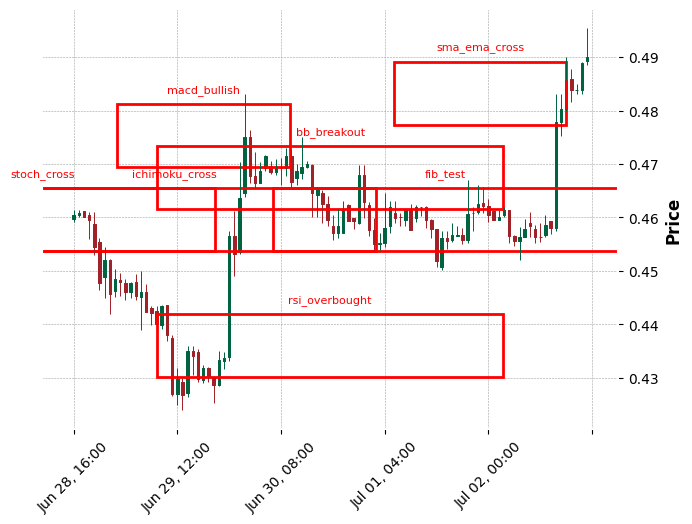 sma_ema_cross
0.49
macd_bullish
0.48
bb_breakout
0.47
stoch_cross
ichimoku_cross
fib_test
0.46
Price
0.45
rsi_overbought
0.44
0.43
Jun 28, 16:00
Jun 29, 12:00
Jun 30, 08:00
Jul 01, 04:00
Jul 02, 00:00